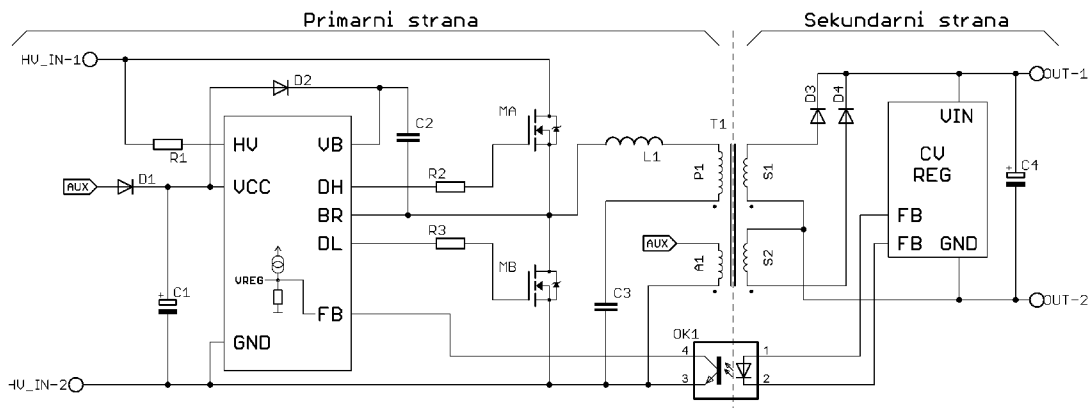 Primarni strana
Sekundarni strana
HV_IN-1
OUT-1
D2
D3
D4
MA
C2
VIN
HV
VB
T1
R1
L1
CV
REG
C4
+
AUX
D1
VCC
DH
R2
P1
S1
BR
FB
DL
R3
AUX
FB
GND
MB
A1
S2
VREG
+
C1
C3
OUT-2
FB
OK1
GND
4
1
3
2
HV_IN-2